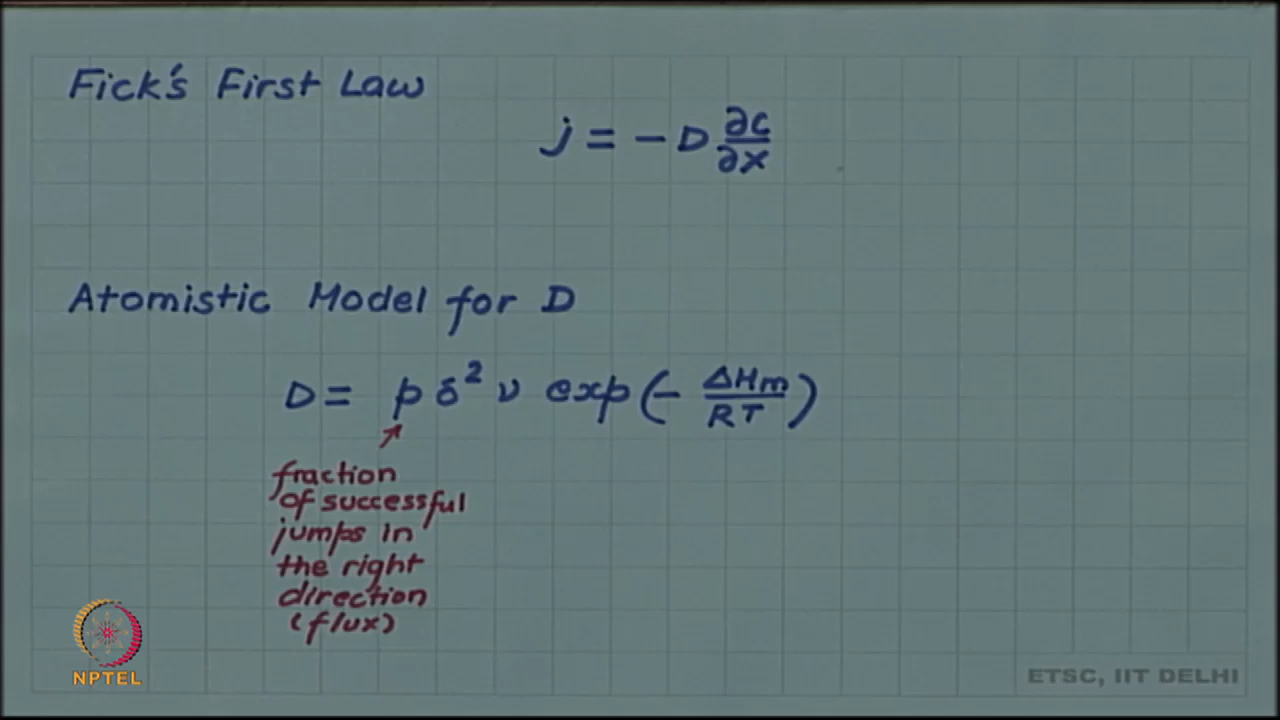 Fick's First Law
j = - D ∂c/∂x
Atomistic Model for D
D = p δ² ν exp(- ΔHm/RT)
fraction
of successful
jumps in
the right
direction
(flux)
NPTEL
ETSC, IIT DELHI